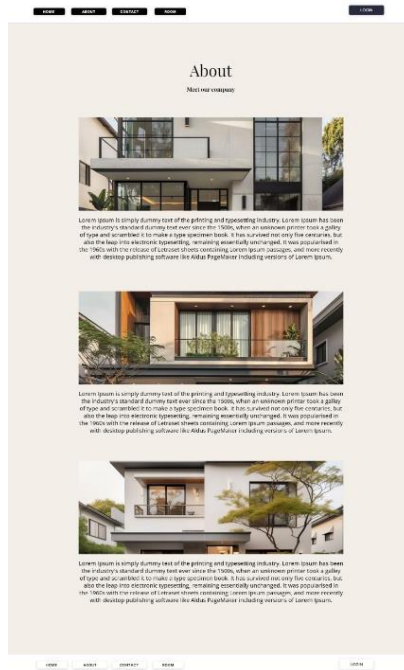 HOME ABOUT CONTACT ROOM LOGIN
About
Meet our company
Lorem Ipsum is simply dummy text of the printing and typesetting industry. Lorem Ipsum has been
the industry's standard dummy text ever since the 1500s, when an unknown printer took a galley
of type and scrambled it to make a type specimen book. It has survived not only five centuries, but
also the leap into electronic typesetting, remaining essentially unchanged. It was popularised in
the 1960s with the release of Letraset sheets containing Lorem Ipsum passages, and more recently
with desktop publishing software like Aldus PageMaker including versions of Lorem Ipsum.
Lorem Ipsum is simply dummy text of the printing and typesetting industry. Lorem Ipsum has been
the industry's standard dummy text ever since the 1500s, when an unknown printer took a galley
of type and scrambled it to make a type specimen book. It has survived not only five centuries, but
also the leap into electronic typesetting, remaining essentially unchanged. It was popularised in
the 1960s with the release of Letraset sheets containing Lorem Ipsum passages, and more recently
with desktop publishing software like Aldus PageMaker including versions of Lorem Ipsum.
Lorem Ipsum is simply dummy text of the printing and typesetting industry. Lorem Ipsum has been
the industry's standard dummy text ever since the 1500s, when an unknown printer took a galley
of type and scrambled it to make a type specimen book. It has survived not only five centuries, but
also the leap into electronic typesetting, remaining essentially unchanged. It was popularised in
the 1960s with the release of Letraset sheets containing Lorem Ipsum passages, and more recently
with desktop publishing software like Aldus PageMaker including versions of Lorem Ipsum.
HOME ABOUT CONTACT ROOM LOGIN